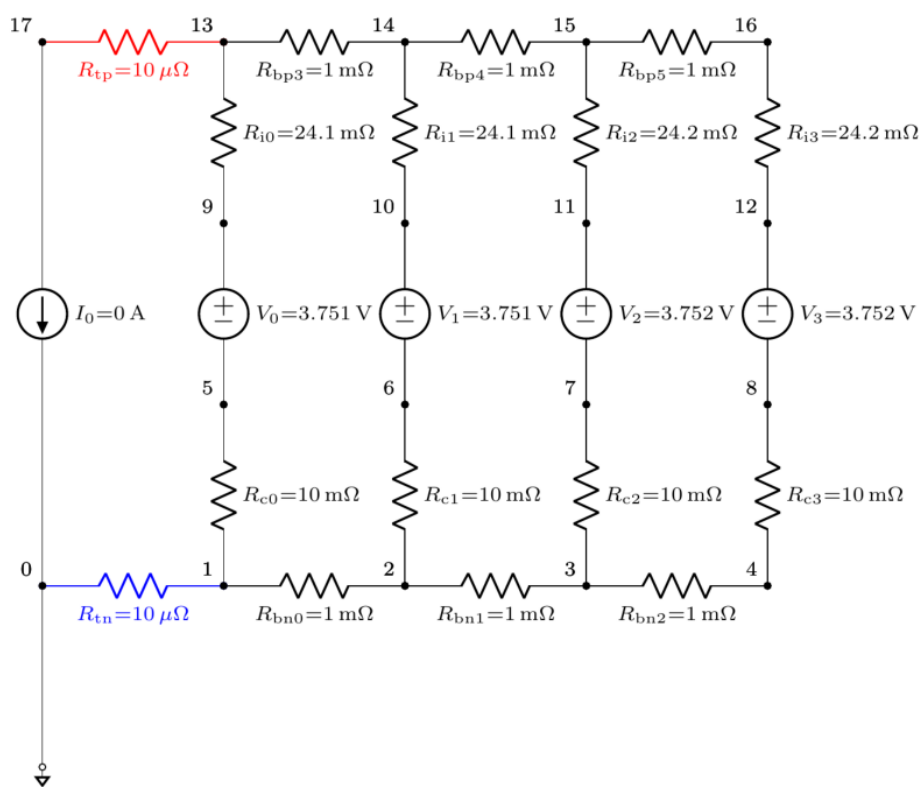 17 13 14 15 16
R_tp=10 μΩ R_bp3=1 mΩ R_bp4=1 mΩ R_bp5=1 mΩ
R_i0=24.1 mΩ R_i1=24.1 mΩ R_i2=24.2 mΩ R_i3=24.2 mΩ
9 10 11 12
I_0=0 A V_0=3.751 V V_1=3.751 V V_2=3.752 V V_3=3.752 V
5 6 7 8
R_c0=10 mΩ R_c1=10 mΩ R_c2=10 mΩ R_c3=10 mΩ
0 1 2 3 4
R_tn=10 μΩ R_bn0=1 mΩ R_bn1=1 mΩ R_bn2=1 mΩ